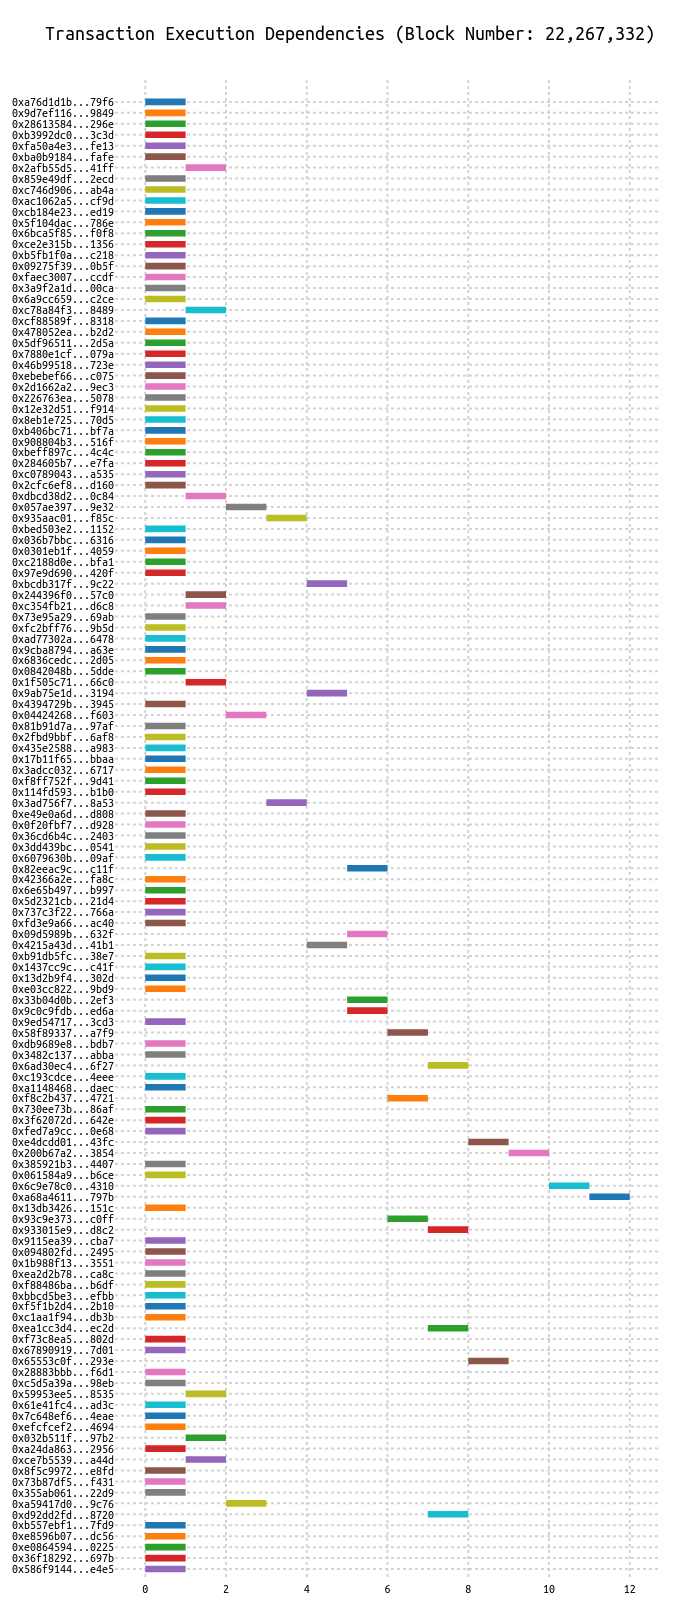 Transaction Execution Dependencies (Block Number: 22,267,332)
0xa76d1d1b...79f6
0x9d7ef116...9849
0x28613584...296e
0xb3992dc0...3c3d
0xfa50a4e3...fe13
0xba0b9184...fafe
0x2afb55d5...41ff
0x859e49df...2ecd
0xc746d906...ab4a
0xac1062a5...cf9d
0xcb184e23...ed19
0x5f104dac...786e
0x6bca5f85...f0f8
0xce2e315b...1356
0xb5fb1f0a...c218
0x09275f39...0b5f
0xfaec3007...ccdf
0x3a9f2a1d...00ca
0x6a9cc659...c2ce
0xc78a84f3...8489
0xcf88589f...8318
0x478052ea...b2d2
0x5df96511...2d5a
0x7880e1cf...079a
0x46b99518...723e
0xebebef66...c075
0x2d1662a2...9ec3
0x226763ea...5078
0x12e32d51...f914
0x8eb1e725...70d5
0xb406bc71...bf7a
0x908804b3...516f
0xbeff897c...4c4c
0x284605b7...e7fa
0xc0789043...a535
0x2cfc6ef8...d160
0xdbcd38d2...0c84
0x057ae397...9e32
0x935aac01...f85c
0xbed503e2...1152
0x036b7bbc...6316
0x0301eb1f...4059
0xc2188d0e...bfa1
0x97e9d690...420f
0xbcdb317f...9c22
0x244396f0...57c0
0xc354fb21...d6c8
0x73e95a29...69ab
0xfc2bff76...9b5d
0xad77302a...6478
0x9cba8794...a63e
0x6836cedc...2d05
0x0842048b...5dde
0x1f505c71...66c0
0x9ab75e1d...3194
0x4394729b...3945
0x04424268...f603
0x81b91d7a...97af
0x2fbd9bbf...6af8
0x435e2588...a983
0x17b11f65...bbaa
0x3adcc032...6717
0xf8ff752f...9d41
0x114fd593...b1b0
0x3ad756f7...8a53
0xe49e0a6d...d808
0x0f20fbf7...d928
0x36cd6b4c...2403
0x3dd439bc...0541
0x6079630b...09af
0x82eeac9c...c11f
0x42366a2e...fa8c
0x6e65b497...b997
0x5d2321cb...21d4
0x737c3f22...766a
0xfd3e9a66...ac40
0x09d5989b...632f
0x4215a43d...41b1
0xb91db5fc...38e7
0x1437cc9c...c41f
0x13d2b9f4...302d
0xe03cc822...9bd9
0x33b04d0b...2ef3
0x9c0c9fdb...ed6a
0x9ed54717...3cd3
0x58f89337...a7f9
0xdb9689e8...bdb7
0x3482c137...abba
0x6ad30ec4...6f27
0xc193cdce...4eee
0xa1148468...daec
0xf8c2b437...4721
0x730ee73b...86af
0x3f62072d...642e
0xfed7a9cc...0e68
0xe4dcdd01...43fc
0x200b67a2...3854
0x385921b3...4407
0x061584a9...b6ce
0x6c9e78c0...4310
0xa68a4611...797b
0x13db3426...151c
0x93c9e373...c0ff
0x933015e9...d8c2
0x9115ea39...cba7
0x094802fd...2495
0x1b988f13...3551
0xea2d2b78...ca8c
0xf88486ba...b6df
0xbbcd5be3...efbb
0xf5f1b2d4...2b10
0xc1aa1f94...db3b
0xea1cc3d4...ec2d
0xf73c8ea5...802d
0x67890919...7d01
0x65553c0f...293e
0x28883bbb...f6d1
0xc5d5a39a...98eb
0x59953ee5...8535
0x61e41fc4...ad3c
0x7c648ef6...4eae
0xefcfcef2...4694
0x032b511f...97b2
0xa24da863...2956
0xce7b5539...a44d
0x8f5c9972...e8fd
0x73b87df5...f431
0x355ab061...22d9
0xa59417d0...9c76
0xd92dd2fd...8720
0xb557ebf1...7fd9
0xe8596b07...dc56
0xe0864594...0225
0x36f18292...697b
0x586f9144...e4e5
0 2 4 6 8 10 12